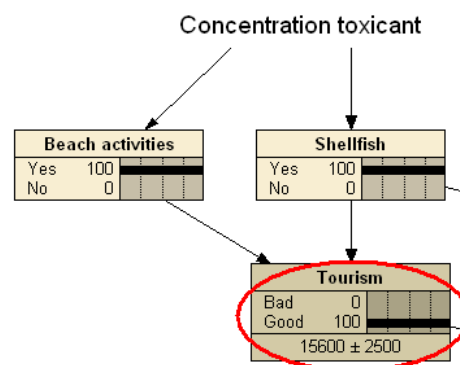 Concentration toxicant
Beach activities
Yes 100
No 0
Shellfish
Yes 100
No 0
Tourism
Bad 0
Good 100
15600 ± 2500